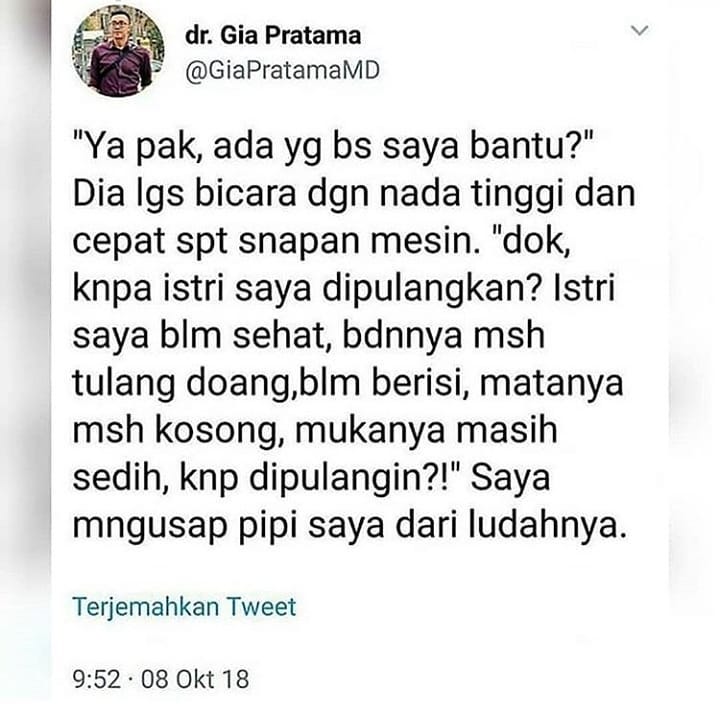 dr. Gia Pratama
@GiaPratamaMD
"Ya pak, ada yg bs saya bantu?"
Dia lgs bicara dgn nada tinggi dan
cepat spt snapan mesin. "dok,
knpa istri saya dipulangkan? Istri
saya blm sehat, bdnnya msh
tulang doang,blm berisi, matanya
msh kosong, mukanya masih
sedih, knp dipulangin?!" Saya
mngusap pipi saya dari ludahnya.
Terjemahkan Tweet
9:52 · 08 Okt 18